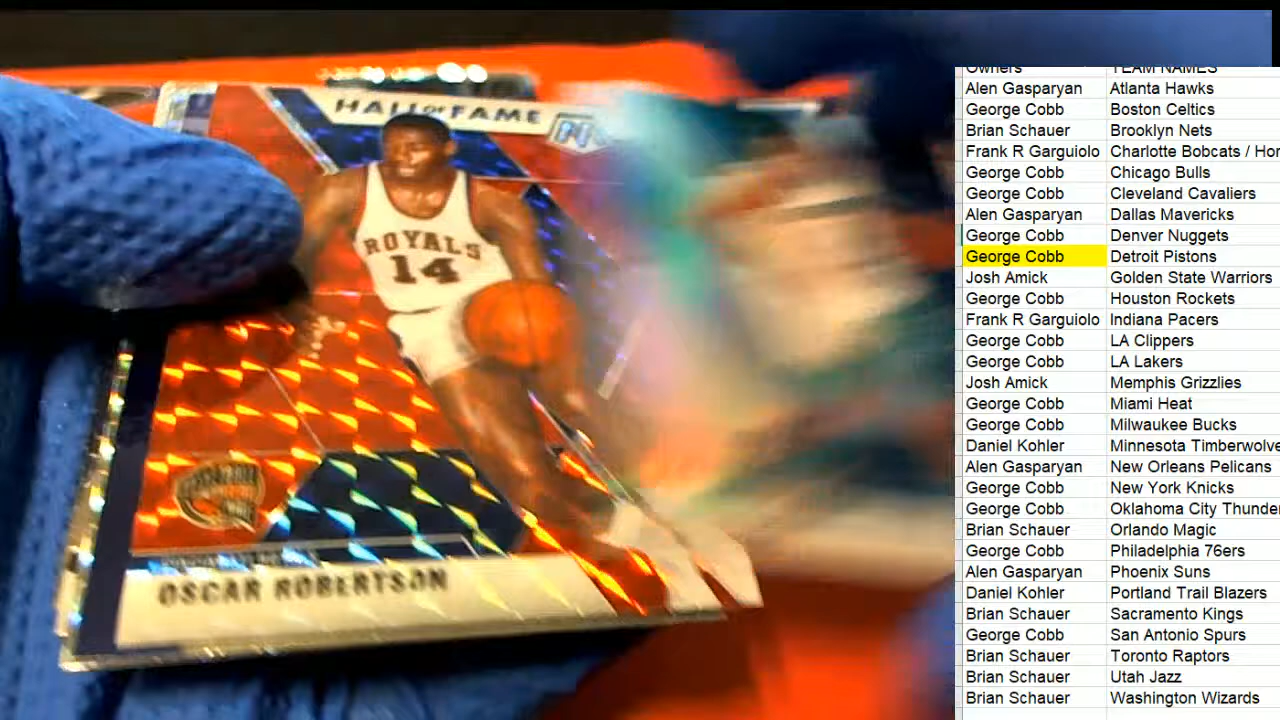 HALL OF FAME
ROYALS
14
OSCAR ROBERTSON
Owners TEAM NAMES
Alen Gasparyan Atlanta Hawks
George Cobb Boston Celtics
Brian Schauer Brooklyn Nets
Frank R Garguiolo Charlotte Bobcats / Hor
George Cobb Chicago Bulls
George Cobb Cleveland Cavaliers
Alen Gasparyan Dallas Mavericks
George Cobb Denver Nuggets
George Cobb Detroit Pistons
Josh Amick Golden State Warriors
George Cobb Houston Rockets
Frank R Garguiolo Indiana Pacers
George Cobb LA Clippers
George Cobb LA Lakers
Josh Amick Memphis Grizzlies
George Cobb Miami Heat
George Cobb Milwaukee Bucks
Daniel Kohler Minnesota Timberwolve
Alen Gasparyan New Orleans Pelicans
George Cobb New York Knicks
George Cobb Oklahoma City Thunder
Brian Schauer Orlando Magic
George Cobb Philadelphia 76ers
Alen Gasparyan Phoenix Suns
Daniel Kohler Portland Trail Blazers
Brian Schauer Sacramento Kings
George Cobb San Antonio Spurs
Brian Schauer Toronto Raptors
Brian Schauer Utah Jazz
Brian Schauer Washington Wizards